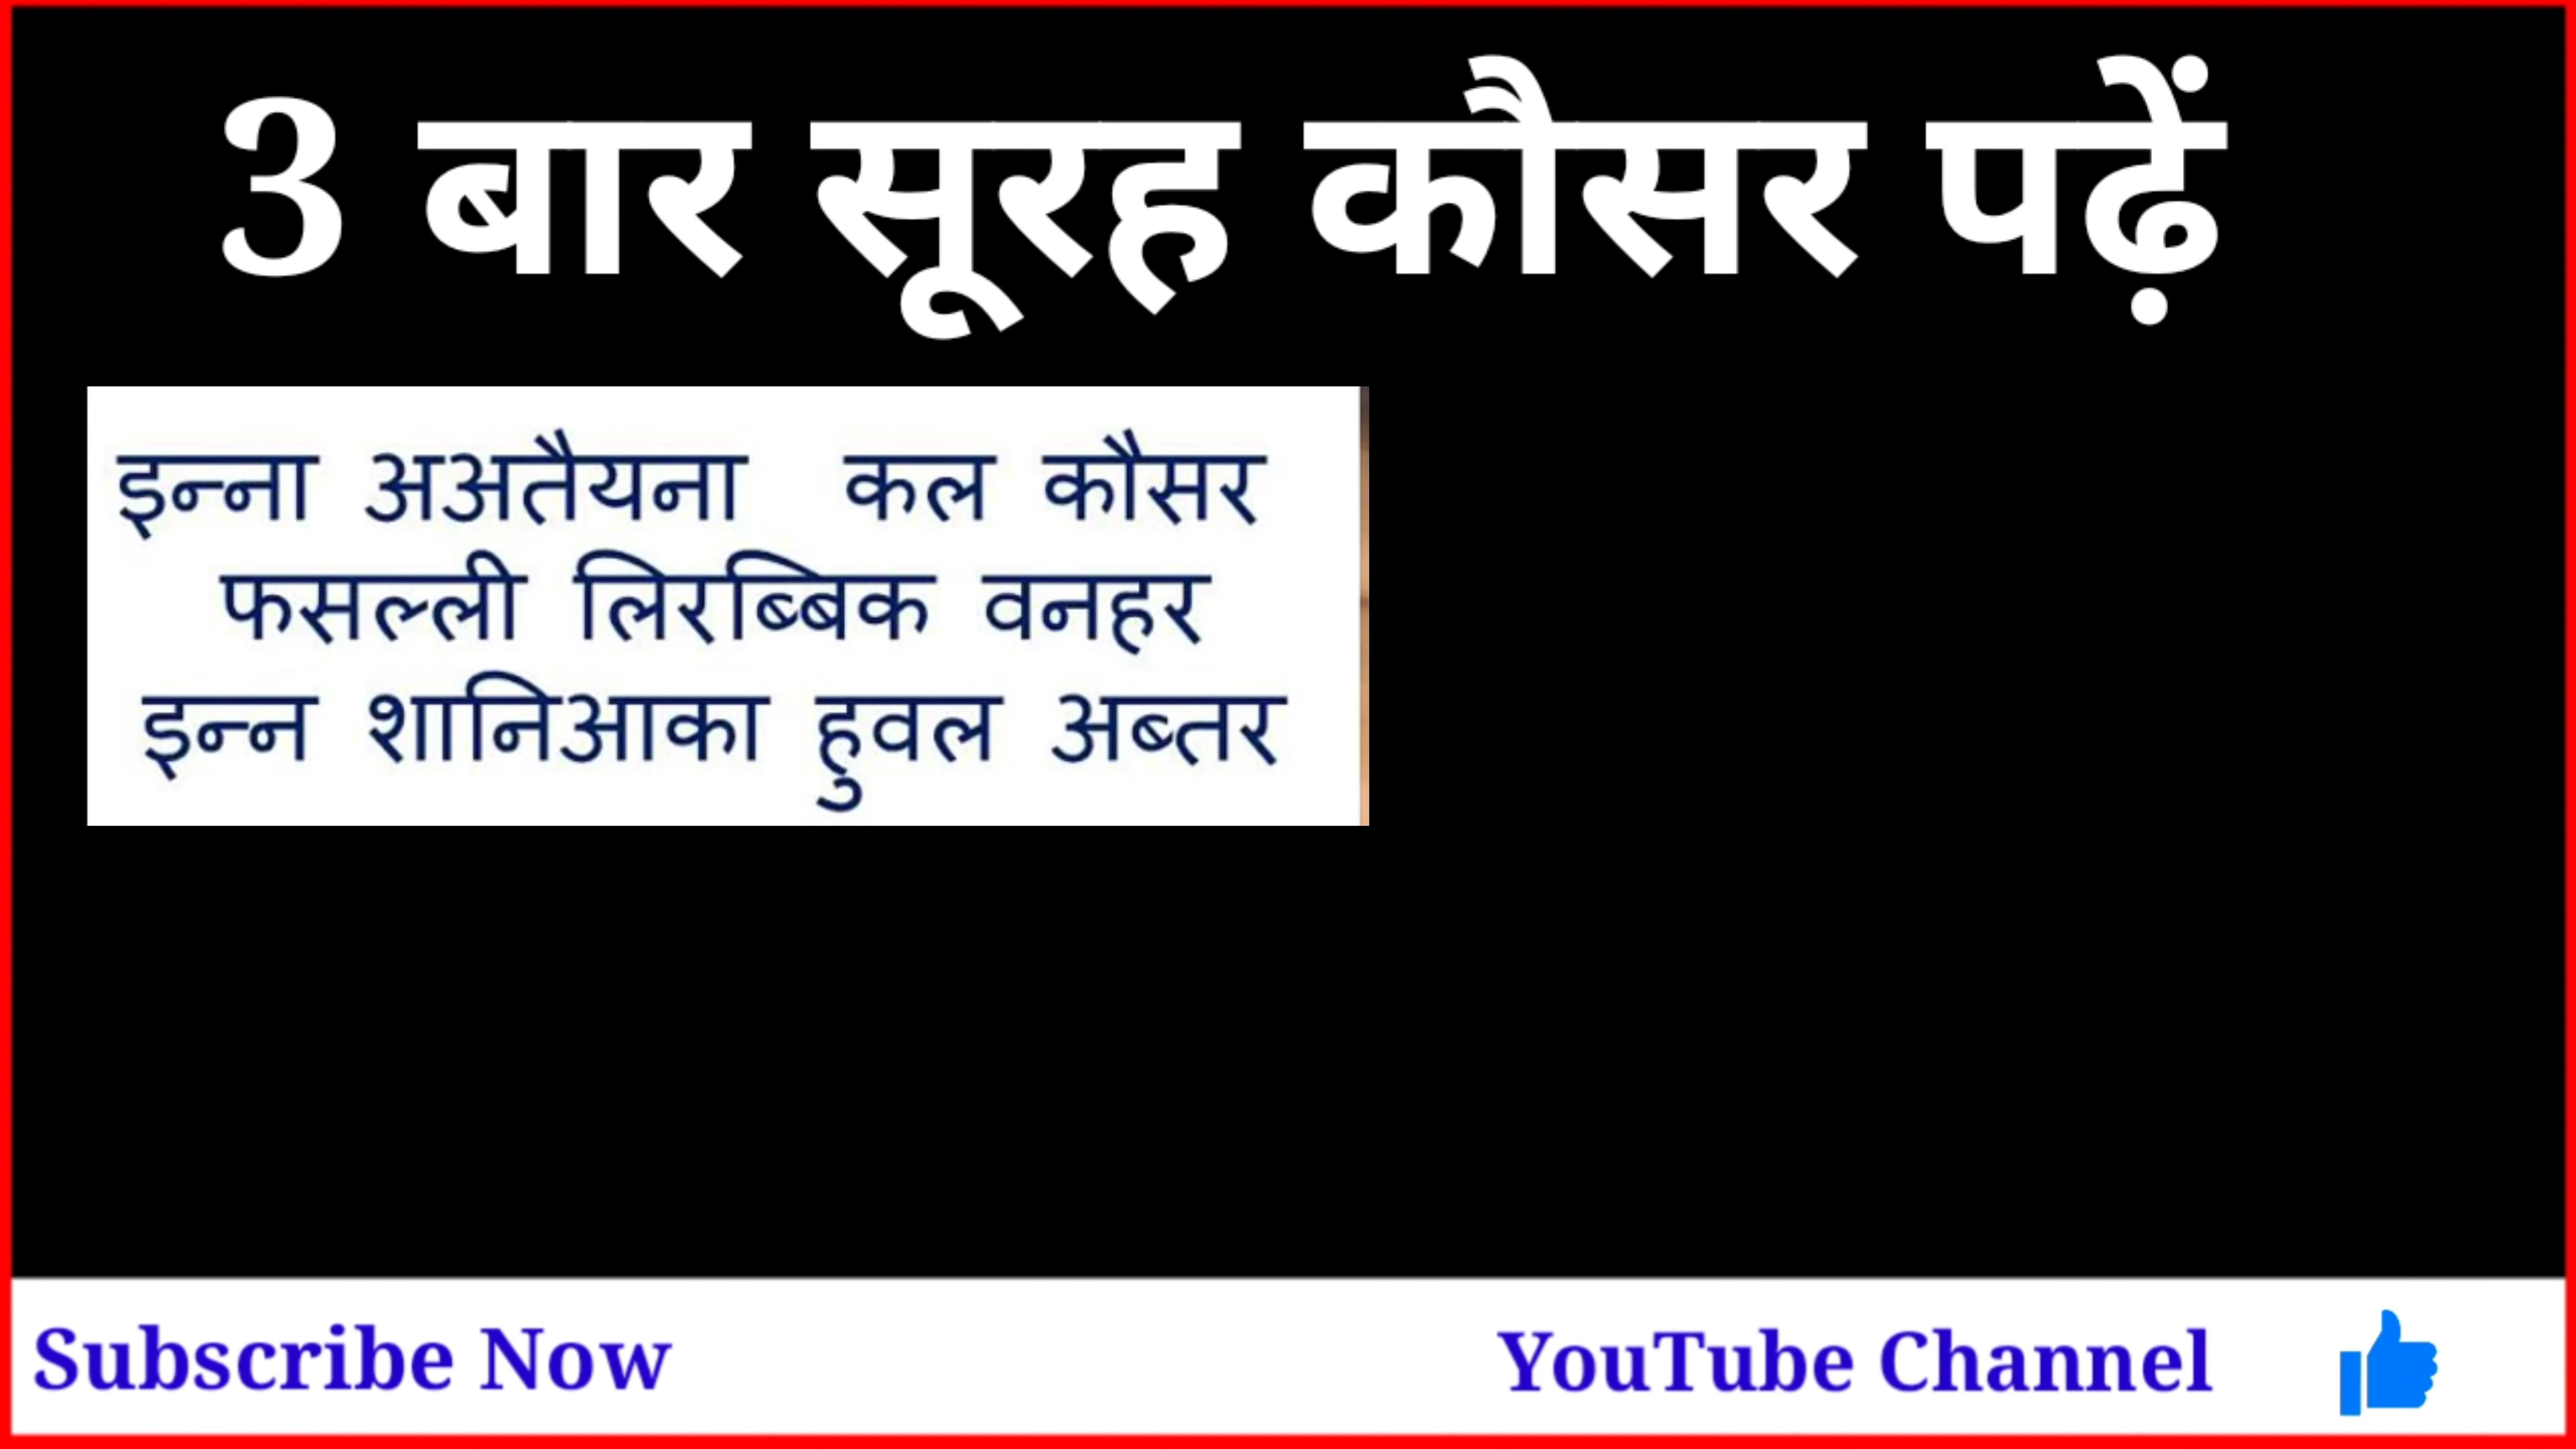 3 बार सूरह कौसर पढ़ें
इन्ना अअतैयना कल कौसर
फसल्ली लिरब्बिक वनहर
इन्न शानिआका हुवल अब्तर
Subscribe Now
YouTube Channel